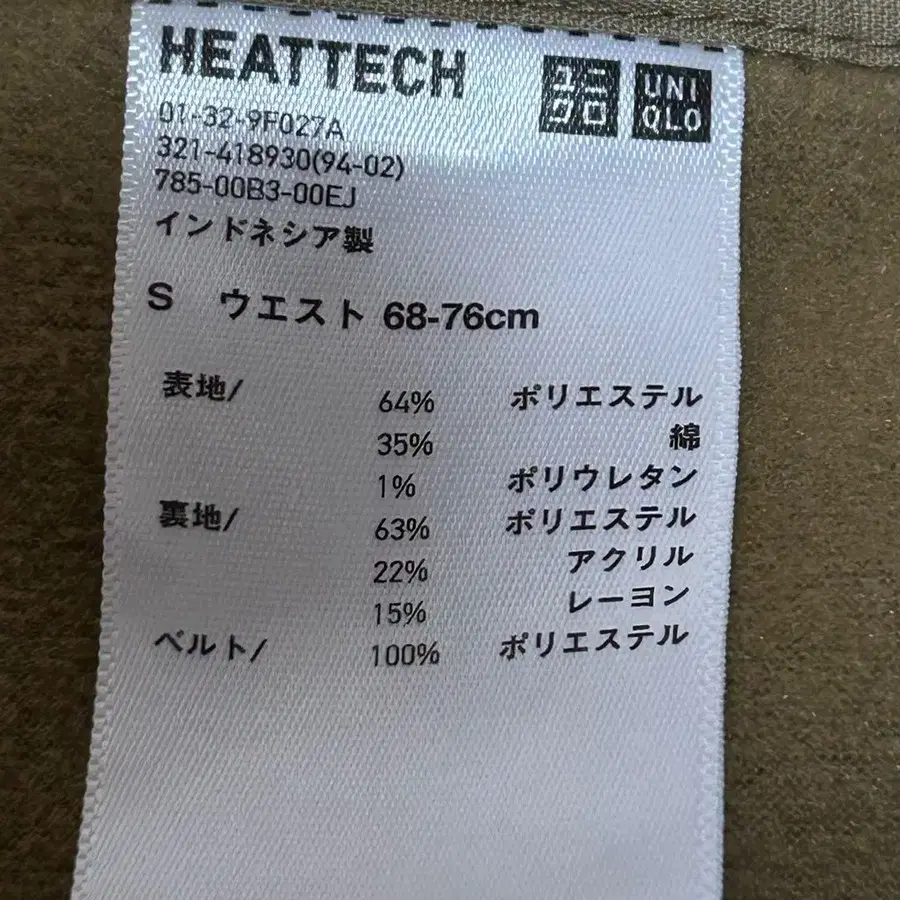 HEATTECH
ユニ
クロ
UNI
QLO
01-32-9F027A
321-418930(94-02)
785-00B3-00EJ
インドネシア製
S ウエスト 68-76cm
表地/ 64% ポリエステル
35% 綿
1% ポリウレタン
裏地/ 63% ポリエステル
22% アクリル
15% レーヨン
ベルト/ 100% ポリエステル